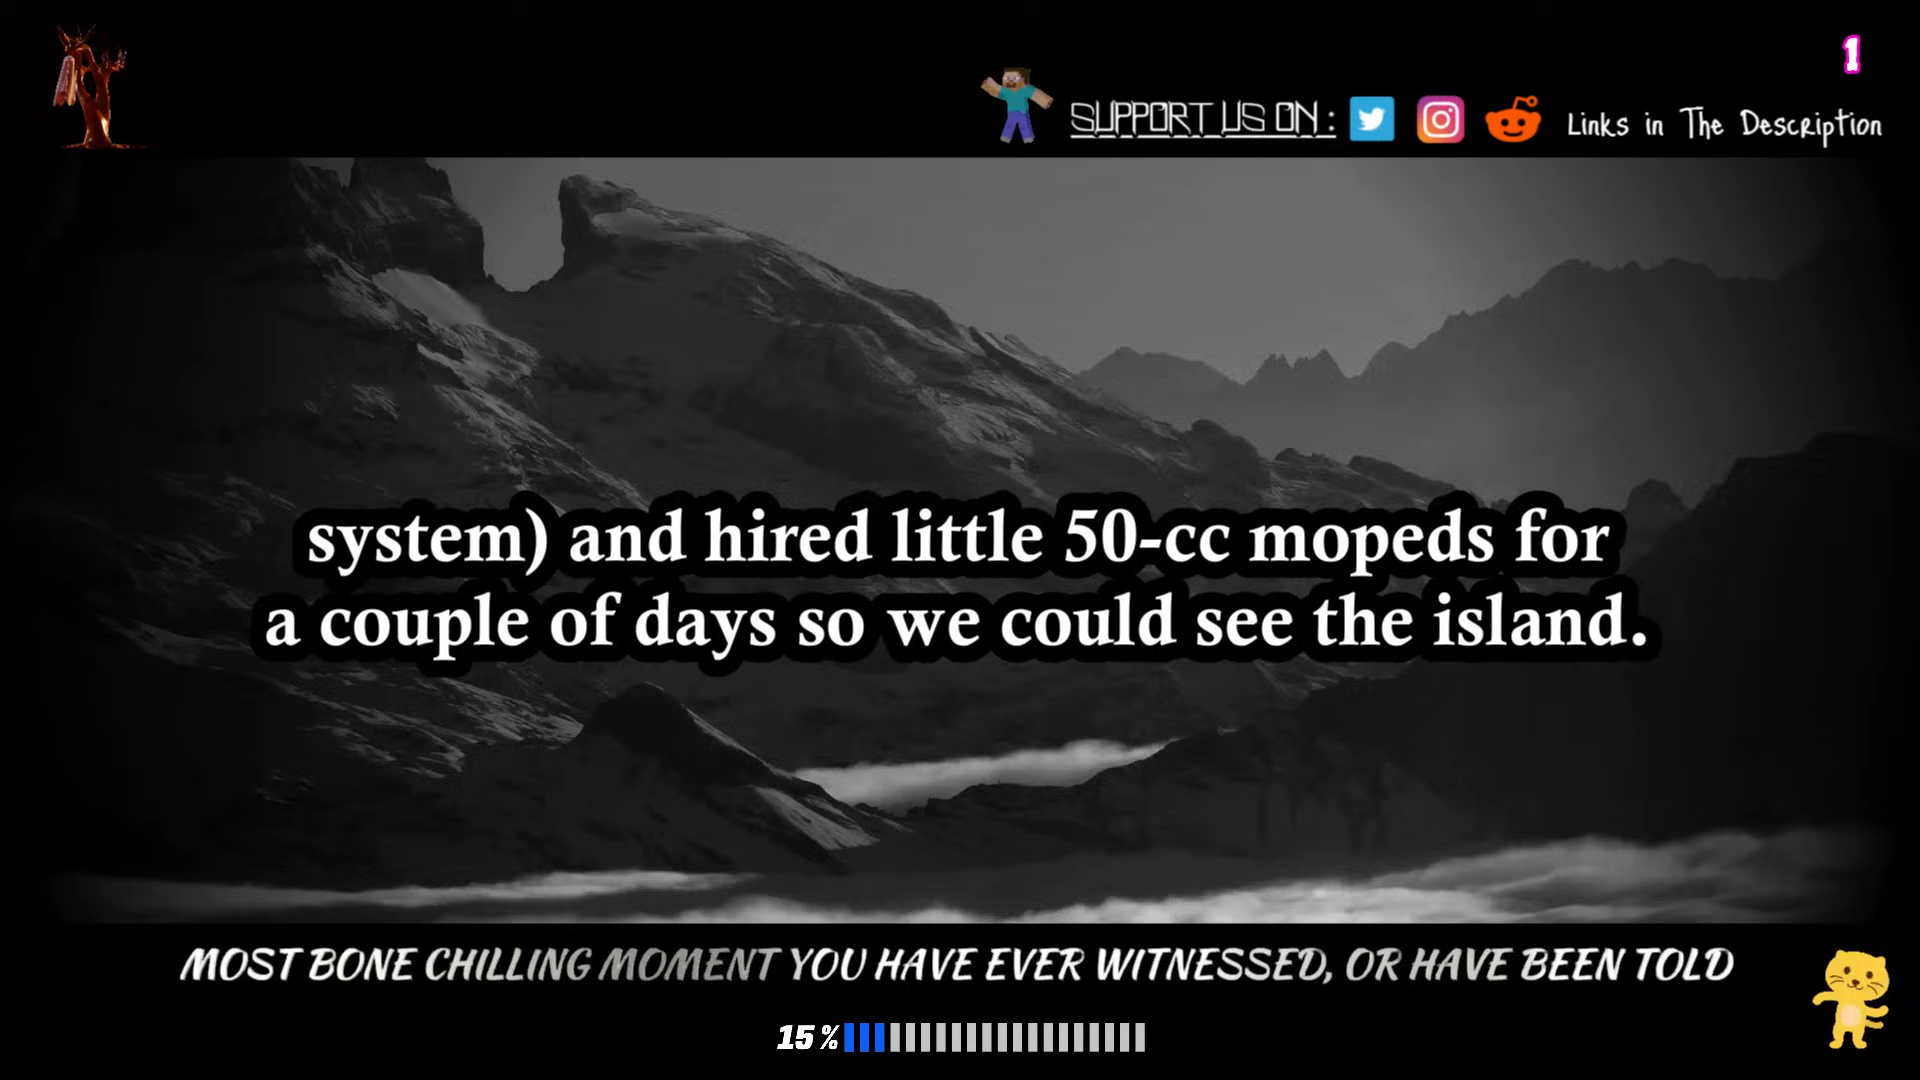 1
SUPPORT US ON :
Links in The Description
system) and hired little 50-cc mopeds for
a couple of days so we could see the island.
MOST BONE CHILLING MOMENT YOU HAVE EVER WITNESSED, OR HAVE BEEN TOLD
15%